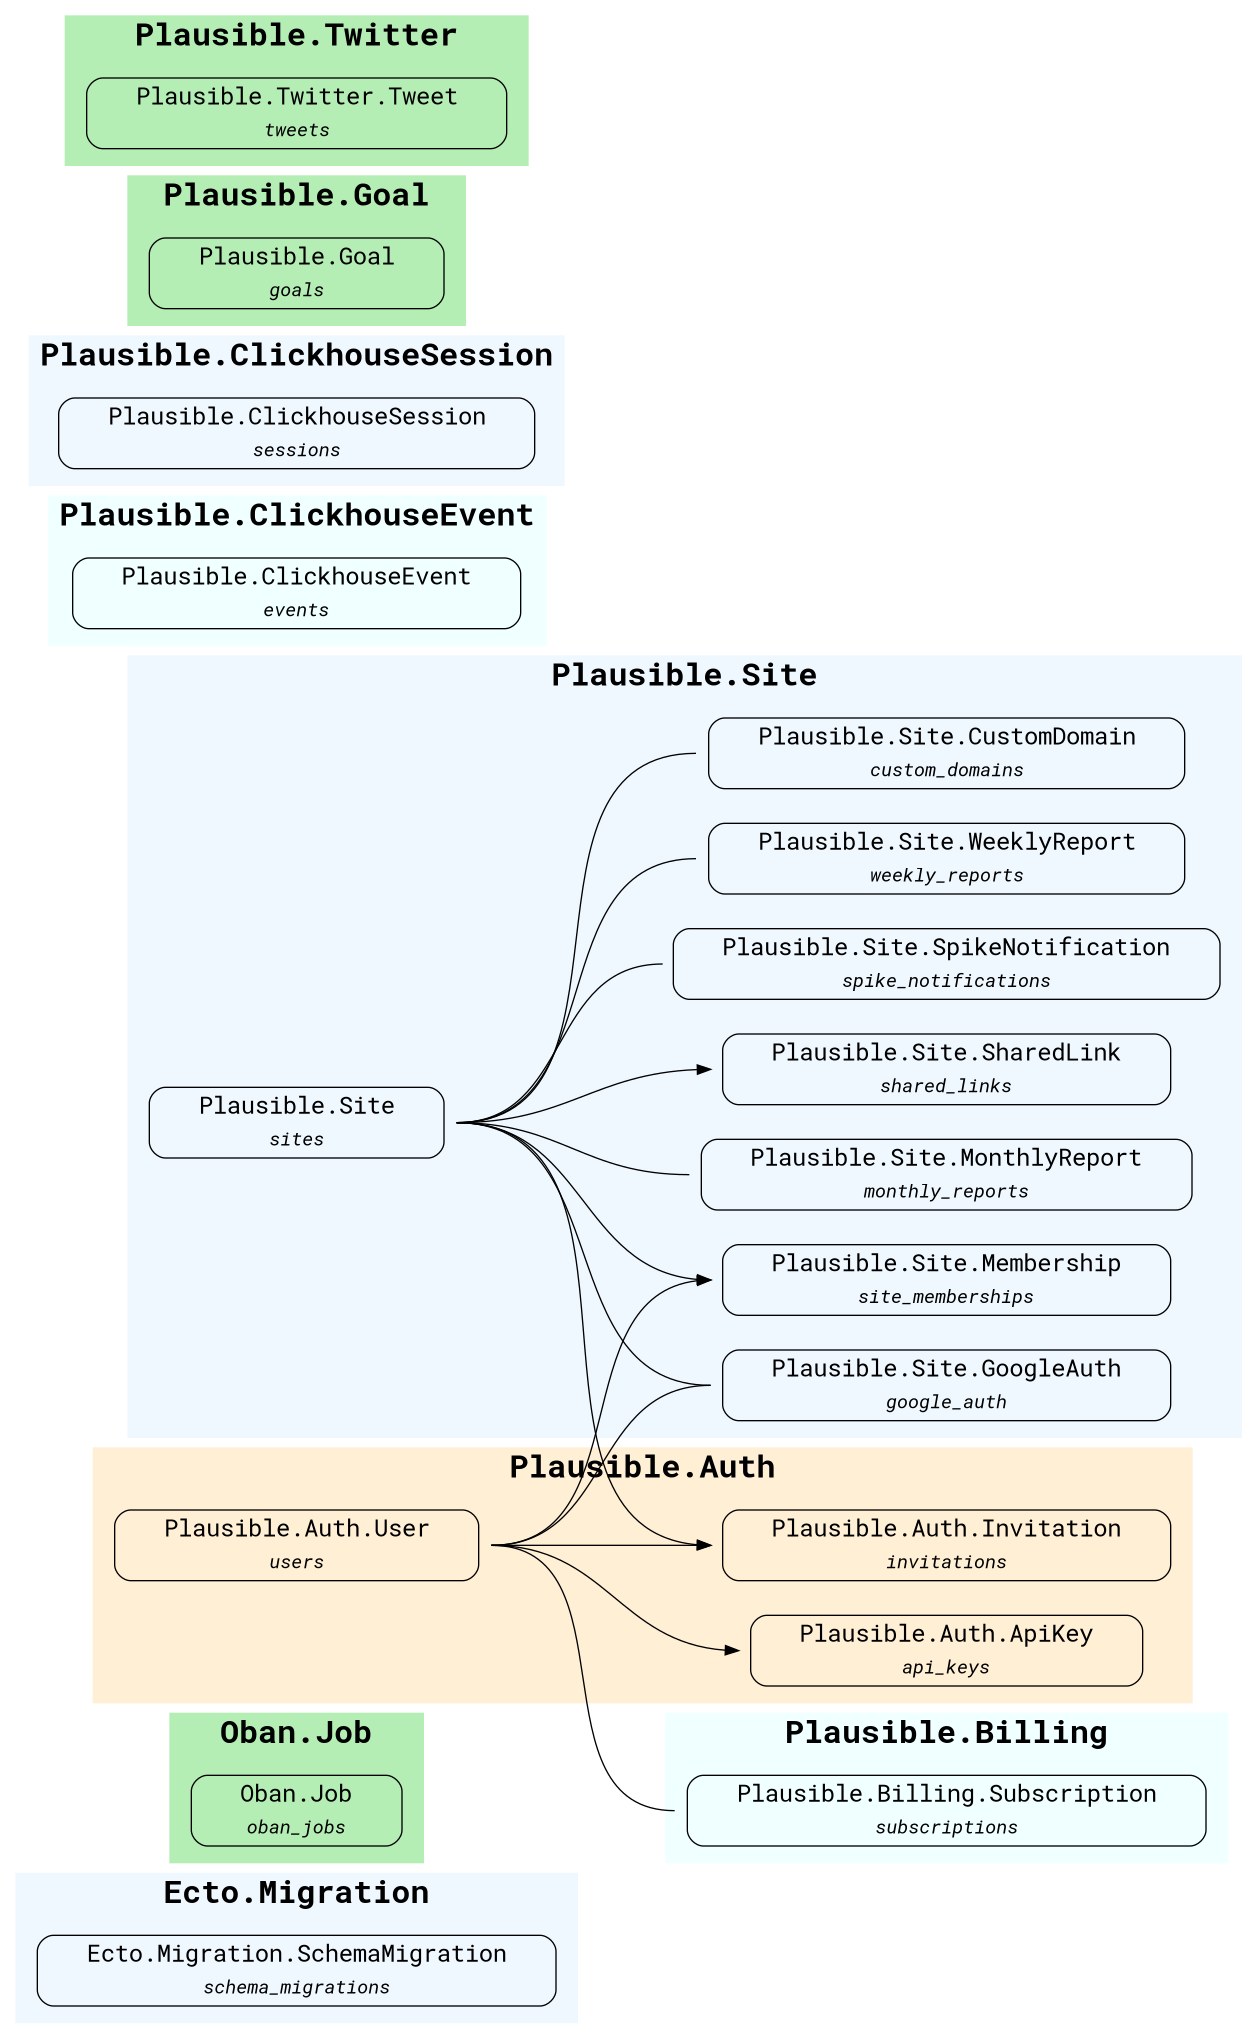 Plausible.Twitter
Plausible.Twitter.Tweet
tweets
Plausible.Goal
Plausible.Goal
goals
Plausible.ClickhouseSession
Plausible.ClickhouseSession
sessions
Plausible.ClickhouseEvent
Plausible.ClickhouseEvent
events
Plausible.Site
Plausible.Site.CustomDomain
custom_domains
Plausible.Site.WeeklyReport
weekly_reports
Plausible.Site.SpikeNotification
spike_notifications
Plausible.Site.SharedLink
shared_links
Plausible.Site
sites
Plausible.Site.MonthlyReport
monthly_reports
Plausible.Site.Membership
site_memberships
Plausible.Site.GoogleAuth
google_auth
Plausible.Auth
Plausible.Auth.User
users
Plausible.Auth.Invitation
invitations
Plausible.Auth.ApiKey
api_keys
Oban.Job
Oban.Job
oban_jobs
Plausible.Billing
Plausible.Billing.Subscription
subscriptions
Ecto.Migration
Ecto.Migration.SchemaMigration
schema_migrations